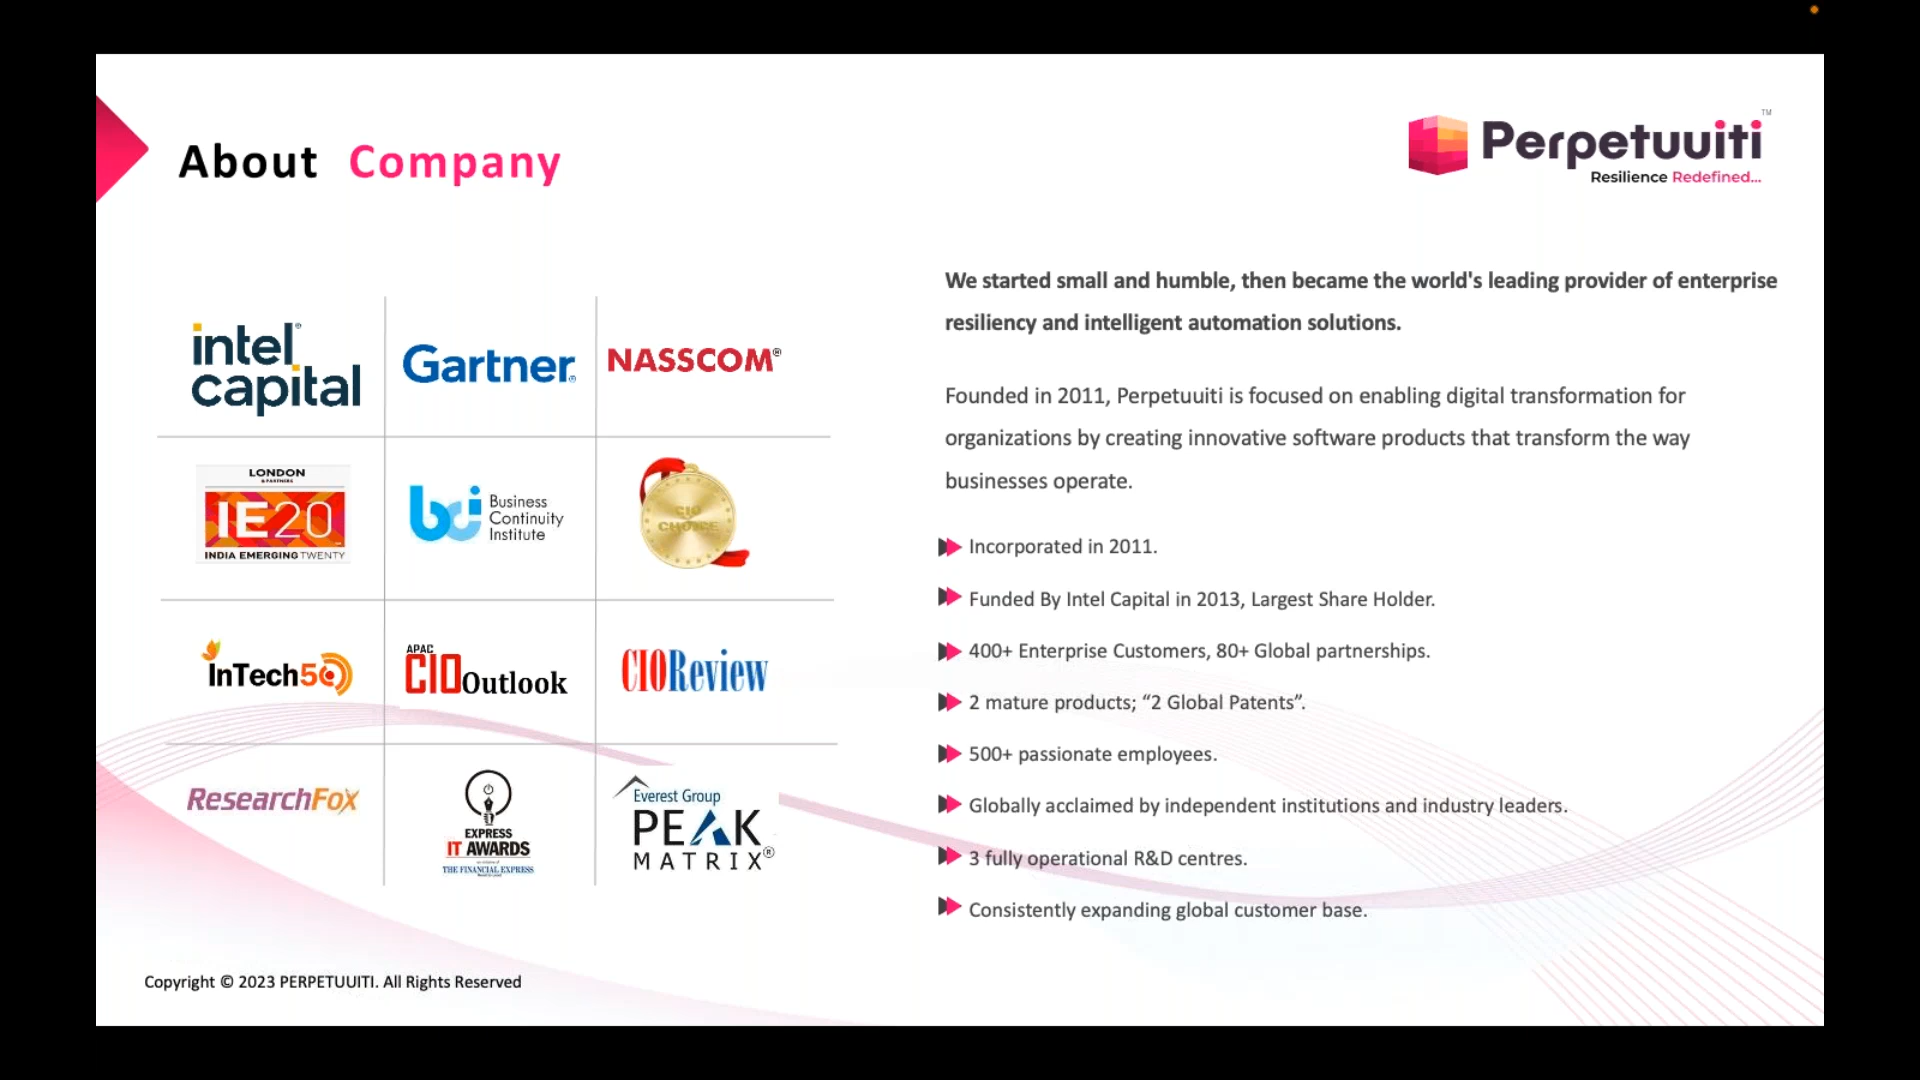 About Company
Perpetuuiti™
Resilience Redefined...
intel®
capital
Gartner®
NASSCOM®
LONDON
& PARTNERS
IE20
INDIA EMERGING TWENTY
bci Business
Continuity
Institute
CIO
CHOICE
InTech50
APAC
CIOOutlook
CIOReview
ResearchFox
EXPRESS
IT AWARDS
THE FINANCIAL EXPRESS
Everest Group
PEAK
MATRIX®
We started small and humble, then became the world's leading provider of enterprise
resiliency and intelligent automation solutions.
Founded in 2011, Perpetuuiti is focused on enabling digital transformation for
organizations by creating innovative software products that transform the way
businesses operate.
Incorporated in 2011.
Funded By Intel Capital in 2013, Largest Share Holder.
400+ Enterprise Customers, 80+ Global partnerships.
2 mature products; “2 Global Patents”.
500+ passionate employees.
Globally acclaimed by independent institutions and industry leaders.
3 fully operational R&D centres.
Consistently expanding global customer base.
Copyright © 2023 PERPETUUITI. All Rights Reserved